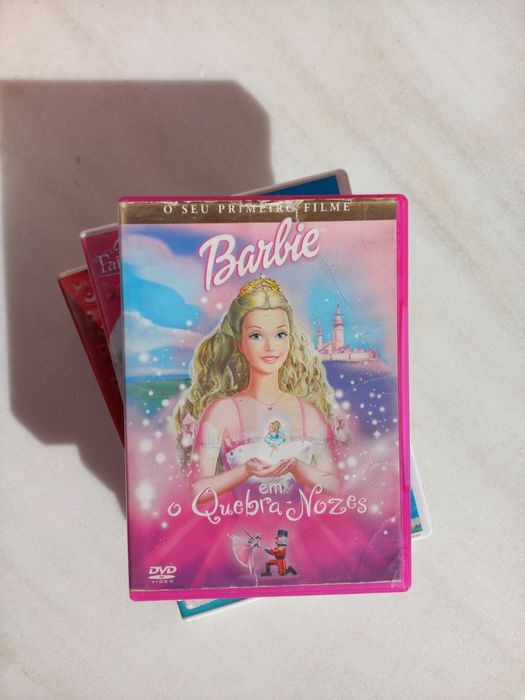 O SEU PRIMEIRO FILME
Barbie
em
o Quebra-Nozes
DVD
VIDEO